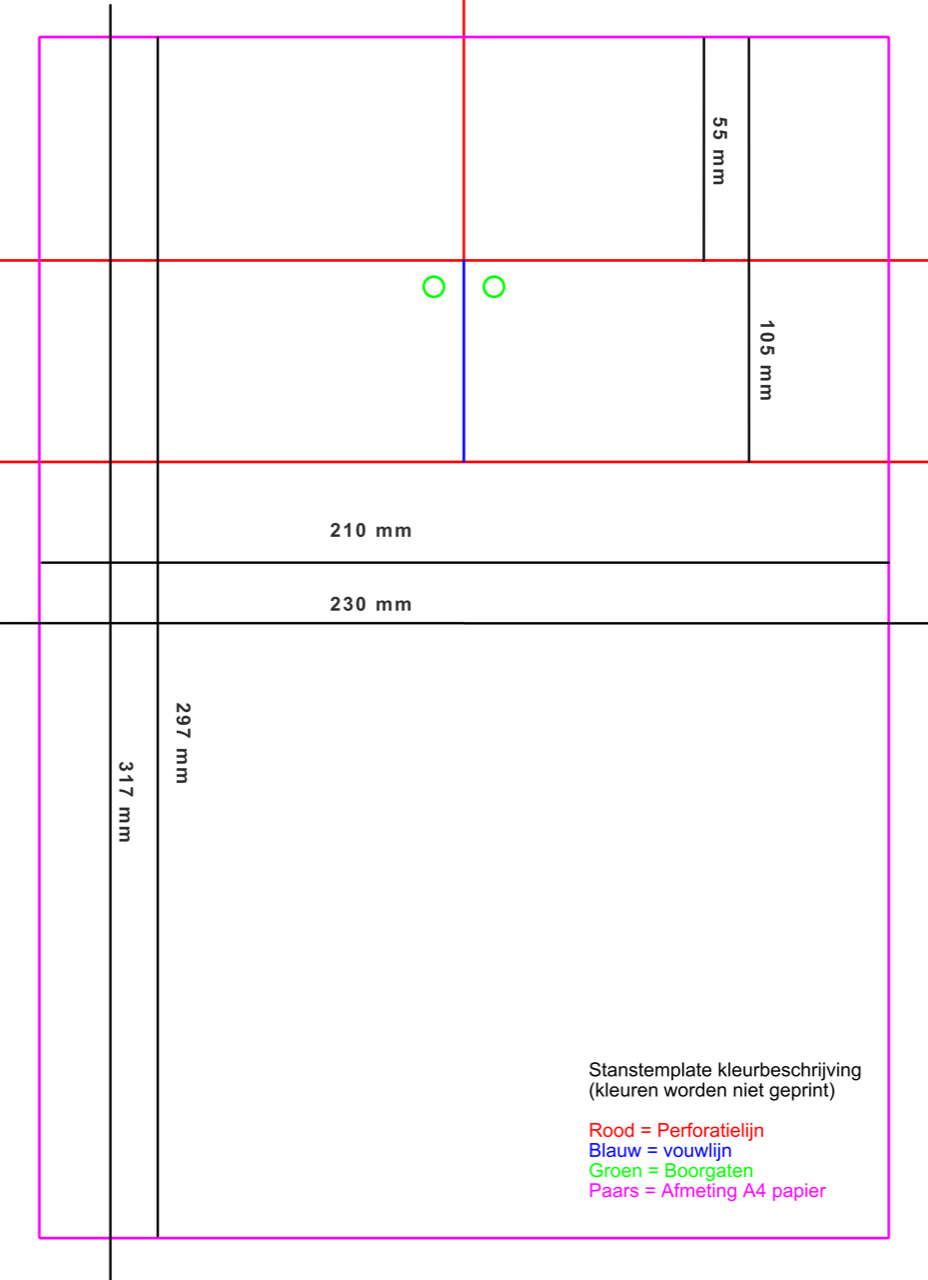 55 mm
105 mm
210 mm
230 mm
297 mm
317 mm
Stanstemplate kleurbeschrijving
(kleuren worden niet geprint)
Rood = Perforatielijn
Blauw = vouwlijn
Groen = Boorgaten
Paars = Afmeting A4 papier